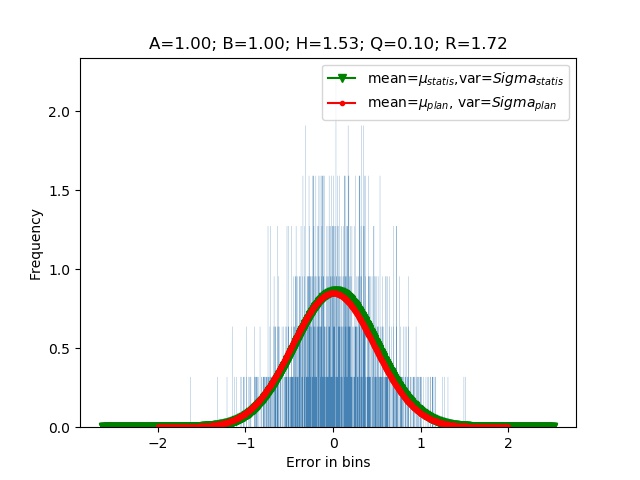 A=1.00; B=1.00; H=1.53; Q=0.10; R=1.72
mean=μstatis,var=Sigmastatis
mean=μplan, var=Sigmaplan
2.0
1.5
1.0
0.5
0.0
Frequency
−2 −1 0 1 2
Error in bins